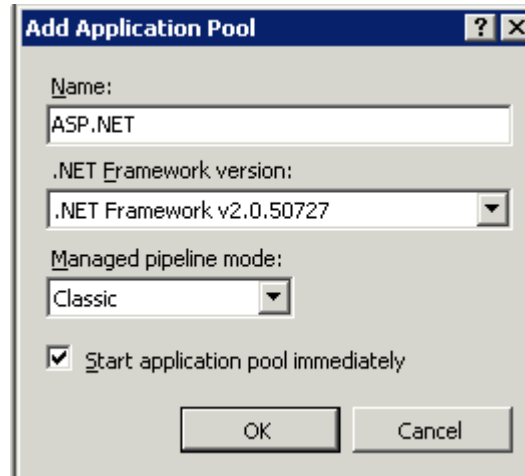 Add Application Pool ? X
Name:
ASP.NET
.NET Framework version:
.NET Framework v2.0.50727
Managed pipeline mode:
Classic
Start application pool immediately
OK Cancel